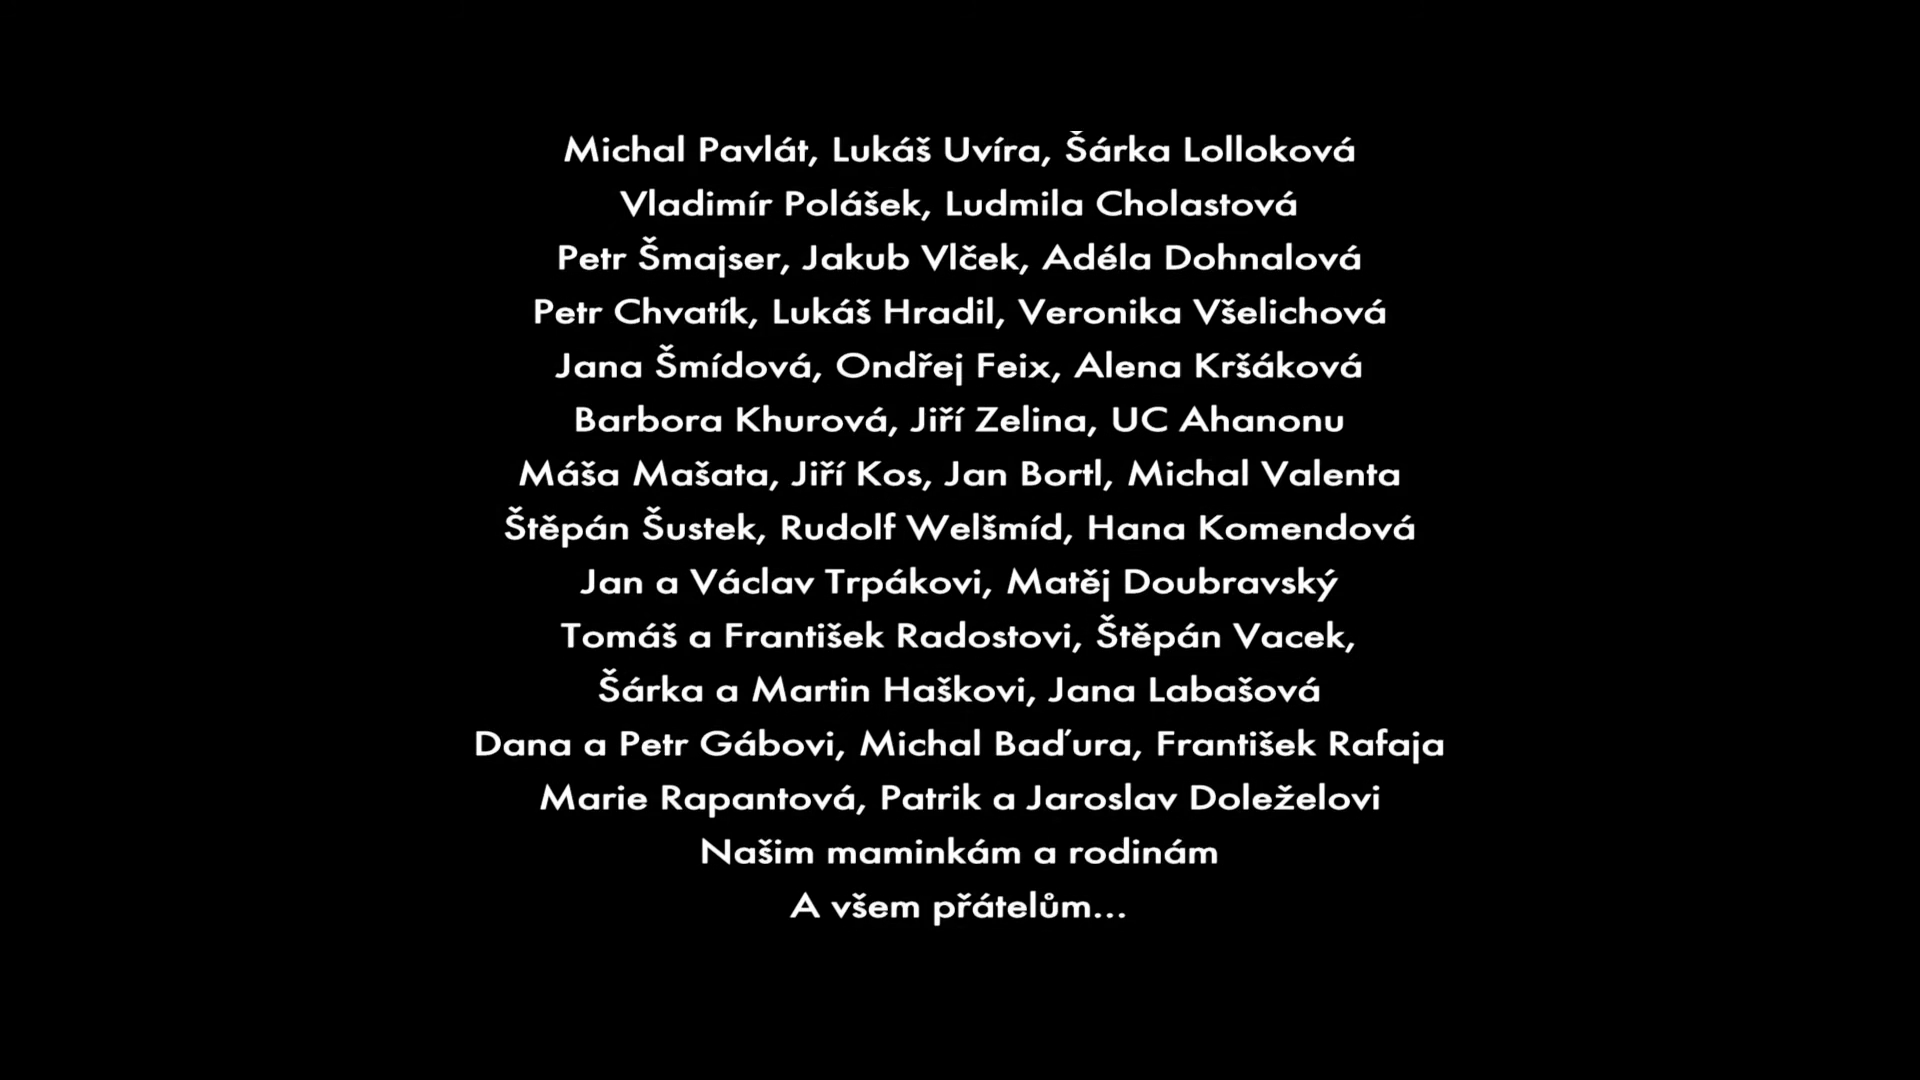 Michal Pavlát, Lukáš Uvíra, Šárka Lolloková
Vladimír Polášek, Ludmila Cholastová
Petr Šmajser, Jakub Vlček, Adéla Dohnalová
Petr Chvatík, Lukáš Hradil, Veronika Všelichová
Jana Šmídová, Ondřej Feix, Alena Kršáková
Barbora Khurová, Jiří Zelina, UC Ahanonu
Máša Mašata, Jiří Kos, Jan Bortl, Michal Valenta
Štěpán Šustek, Rudolf Welšmíd, Hana Komendová
Jan a Václav Trpákovi, Matěj Doubravský
Tomáš a František Radostovi, Štěpán Vacek,
Šárka a Martin Haškovi, Jana Labašová
Dana a Petr Gábovi, Michal Baďura, František Rafaja
Marie Rapantová, Patrik a Jaroslav Doleželovi
Našim maminkám a rodinám
A všem přátelům...